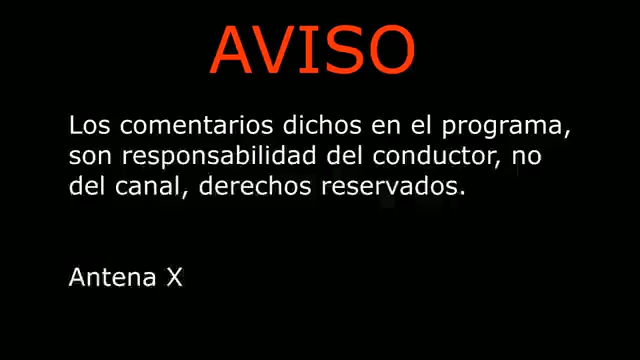 AVISO
Los comentarios dichos en el programa,
son responsabilidad del conductor, no
del canal, derechos reservados.
Antena X